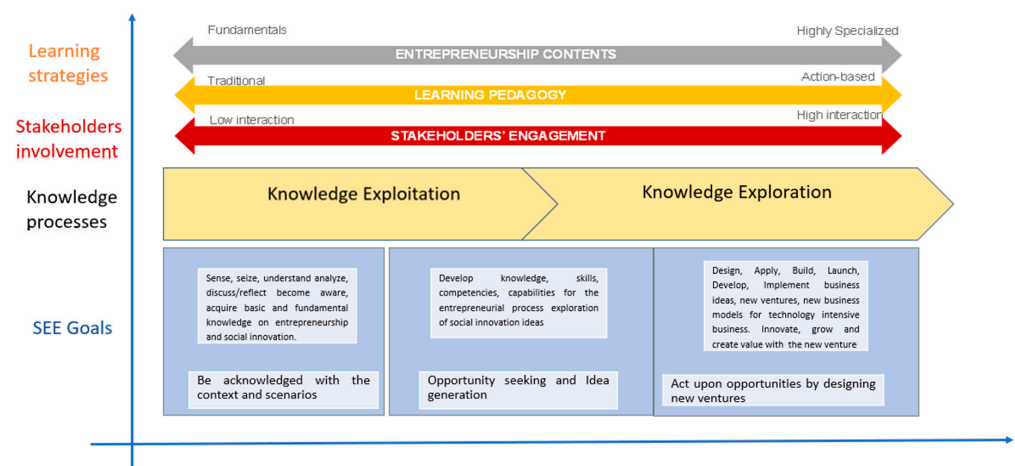 Learning
strategies
Fundamentals
Highly Specialized
ENTREPRENEURSHIP CONTENTS
Traditional
Action-based
LEARNING PEDAGOGY
Stakeholders
involvement
Low interaction
High interaction
STAKEHOLDERS' ENGAGEMENT
Knowledge
processes
Knowledge Exploitation
Knowledge Exploration
SEE Goals
Sense, seize, understand analyze,
discuss/reflect become aware,
acquire basic and fundamental
knowledge on entrepreneurship
and social innovation.
Be acknowledged with the
context and scenarios
Develop knowledge, skills,
competencies, capabilities for the
entrepreneurial process exploration
of social innovation ideas
Opportunity seeking and Idea
generation
Design, Apply, Build, Launch,
Develop, Implement business
ideas, new ventures, new business
models for technology intensive
business. Innovate, grow and
create value with the new venture
Act upon opportunities by designing
new ventures